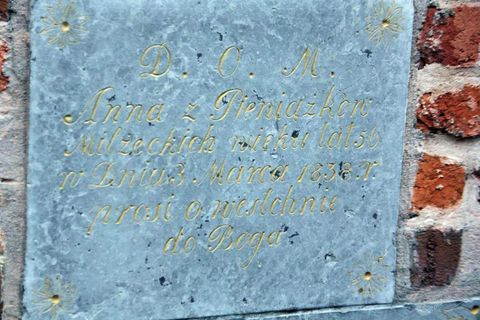 D. O. M.
Anna z Pieniążków
Milżeckich wieku lat 56
w Dniu 3 Marca 1838 r.
prosi o westchnie
do Boga